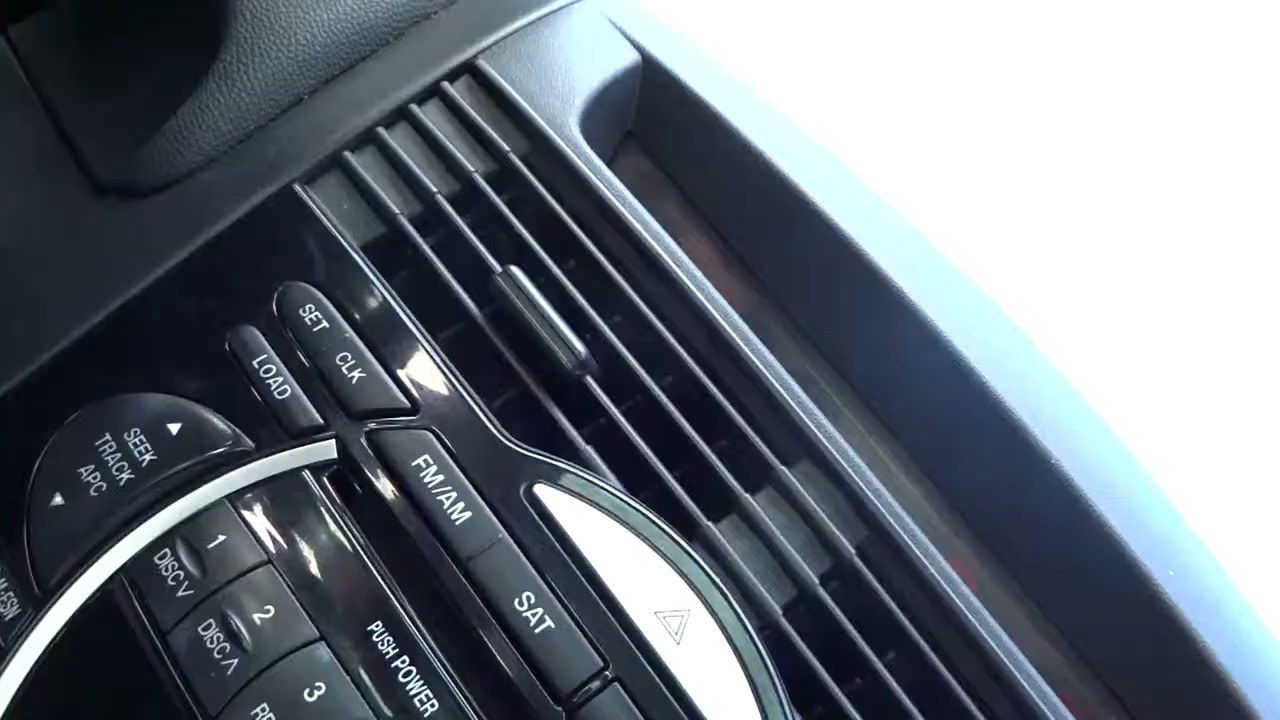 SET
CLK
LOAD
SEEK
TRACK
APC
FM/AM
SAT
1
DISC ∨
2
DISC ∧
3
PUSH POWER